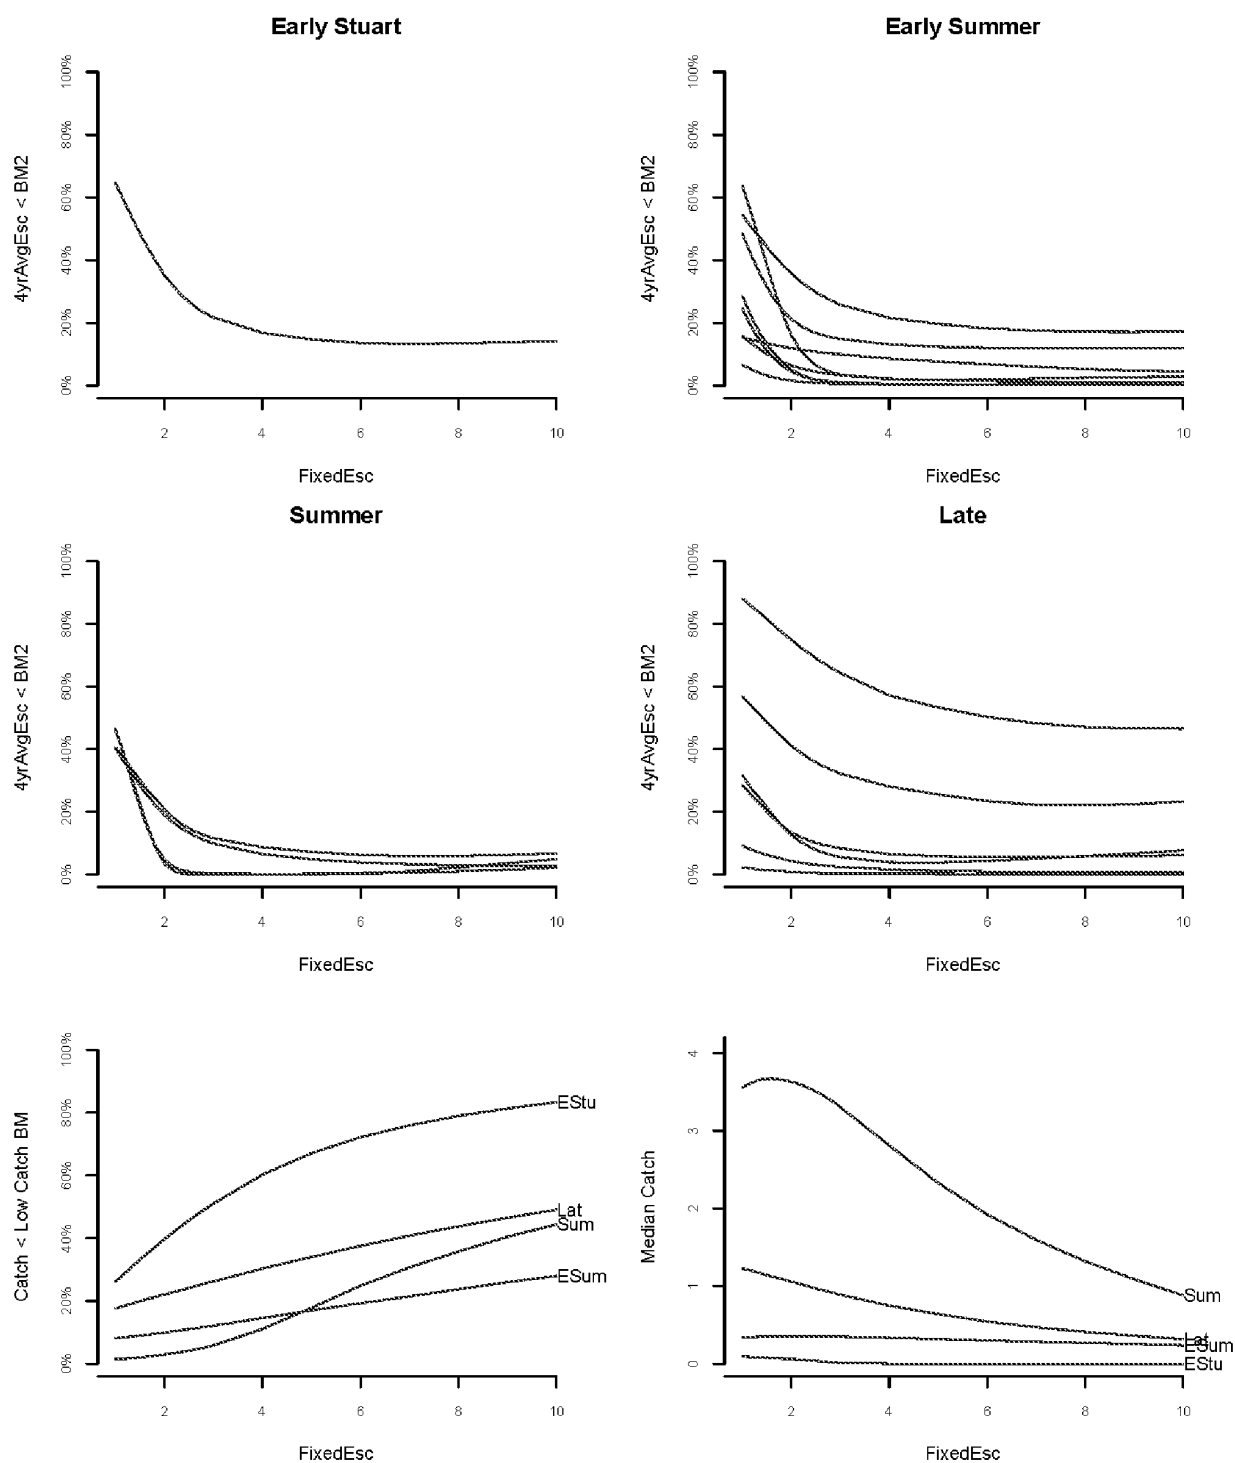 Early Stuart
4yrAvgEsc < BM2
100%
80%
60%
40%
20%
0%
2 4 6 8 10
FixedEsc
Early Summer
4yrAvgEsc < BM2
100%
80%
60%
40%
20%
0%
2 4 6 8 10
FixedEsc
Summer
4yrAvgEsc < BM2
100%
80%
60%
40%
20%
0%
2 4 6 8 10
FixedEsc
Late
4yrAvgEsc < BM2
100%
80%
60%
40%
20%
0%
2 4 6 8 10
FixedEsc
Catch < Low Catch BM
100%
80%
60%
40%
20%
0%
EStu
Lat
Sum
ESum
2 4 6 8 10
FixedEsc
Median Catch
4
3
2
1
0
Sum
Lat
ESum
EStu
2 4 6 8 10
FixedEsc